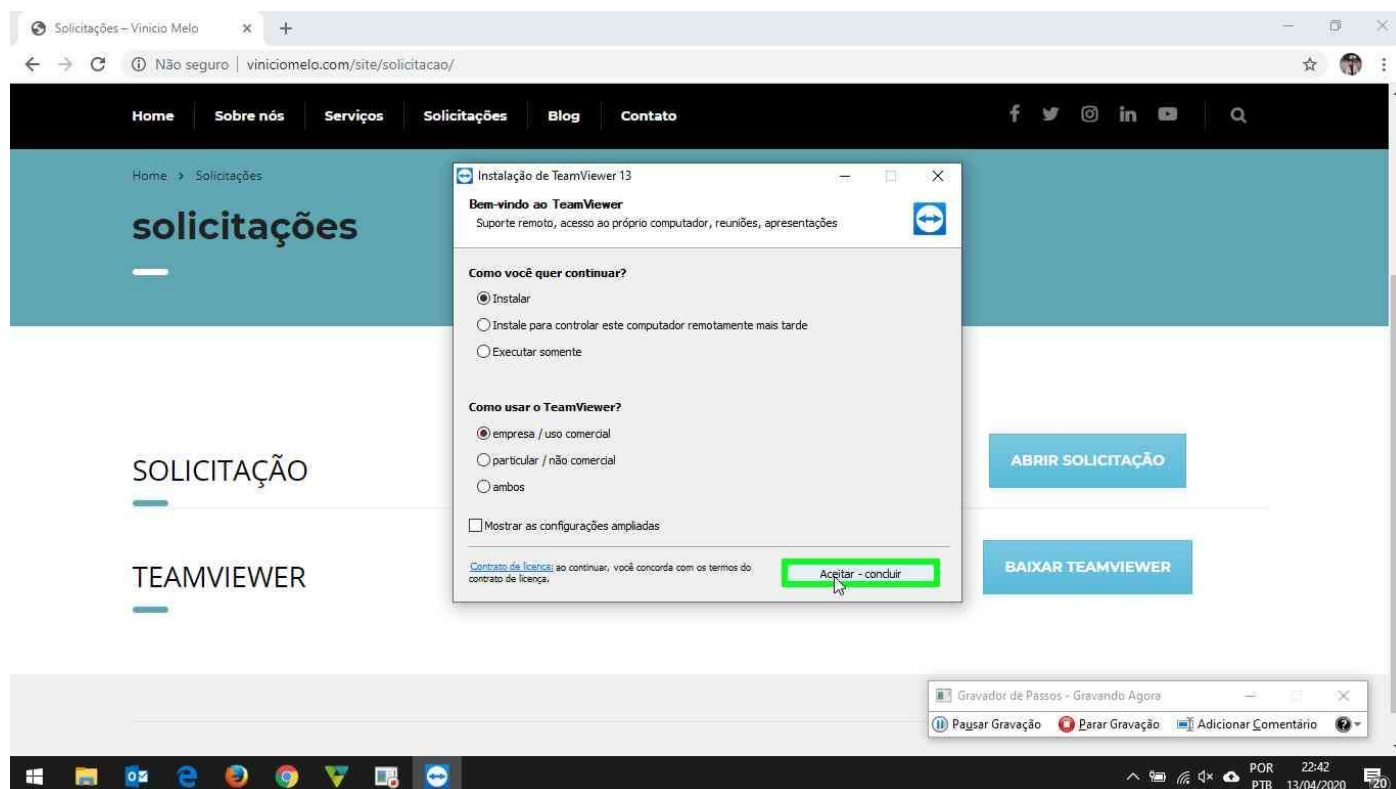 Solicitações – Vinicio Melo
Não seguro | viniciomelo.com/site/solicitacao/
Home Sobre nós Serviços Solicitações Blog Contato
Home > Solicitações
solicitações
Instalação de TeamViewer 13
Bem-vindo ao TeamViewer
Suporte remoto, acesso ao próprio computador, reuniões, apresentações
Como você quer continuar?
Instalar
Instale para controlar este computador remotamente mais tarde
Executar somente
Como usar o TeamViewer?
empresa / uso comercial
particular / não comercial
ambos
Mostrar as configurações ampliadas
Contrato de licença: ao continuar, você concorda com os termos do
contrato de licença.
Aceitar - concluir
SOLICITAÇÃO
ABRIR SOLICITAÇÃO
TEAMVIEWER
BAIXAR TEAMVIEWER
Gravador de Passos - Gravando Agora
Pausar Gravação Parar Gravação Adicionar Comentário
POR 22:42
PTB 13/04/2020 20